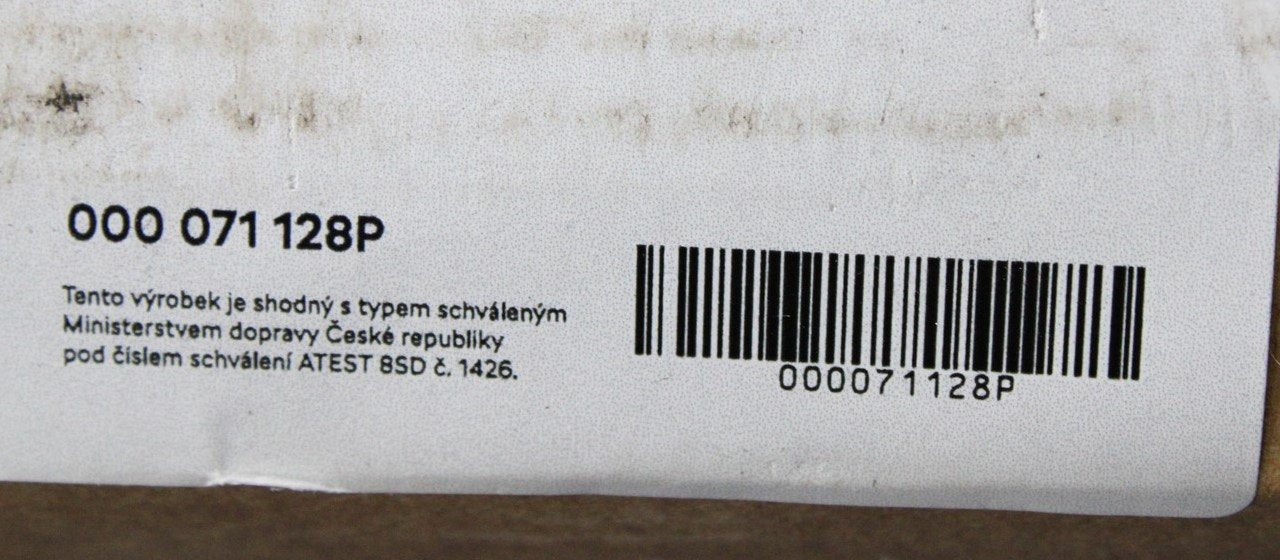 000 071 128P
Tento výrobek je shodný s typem schváleným
Ministerstvem dopravy České republiky
pod číslem schválení ATEST 8SD č. 1426.
000071128P